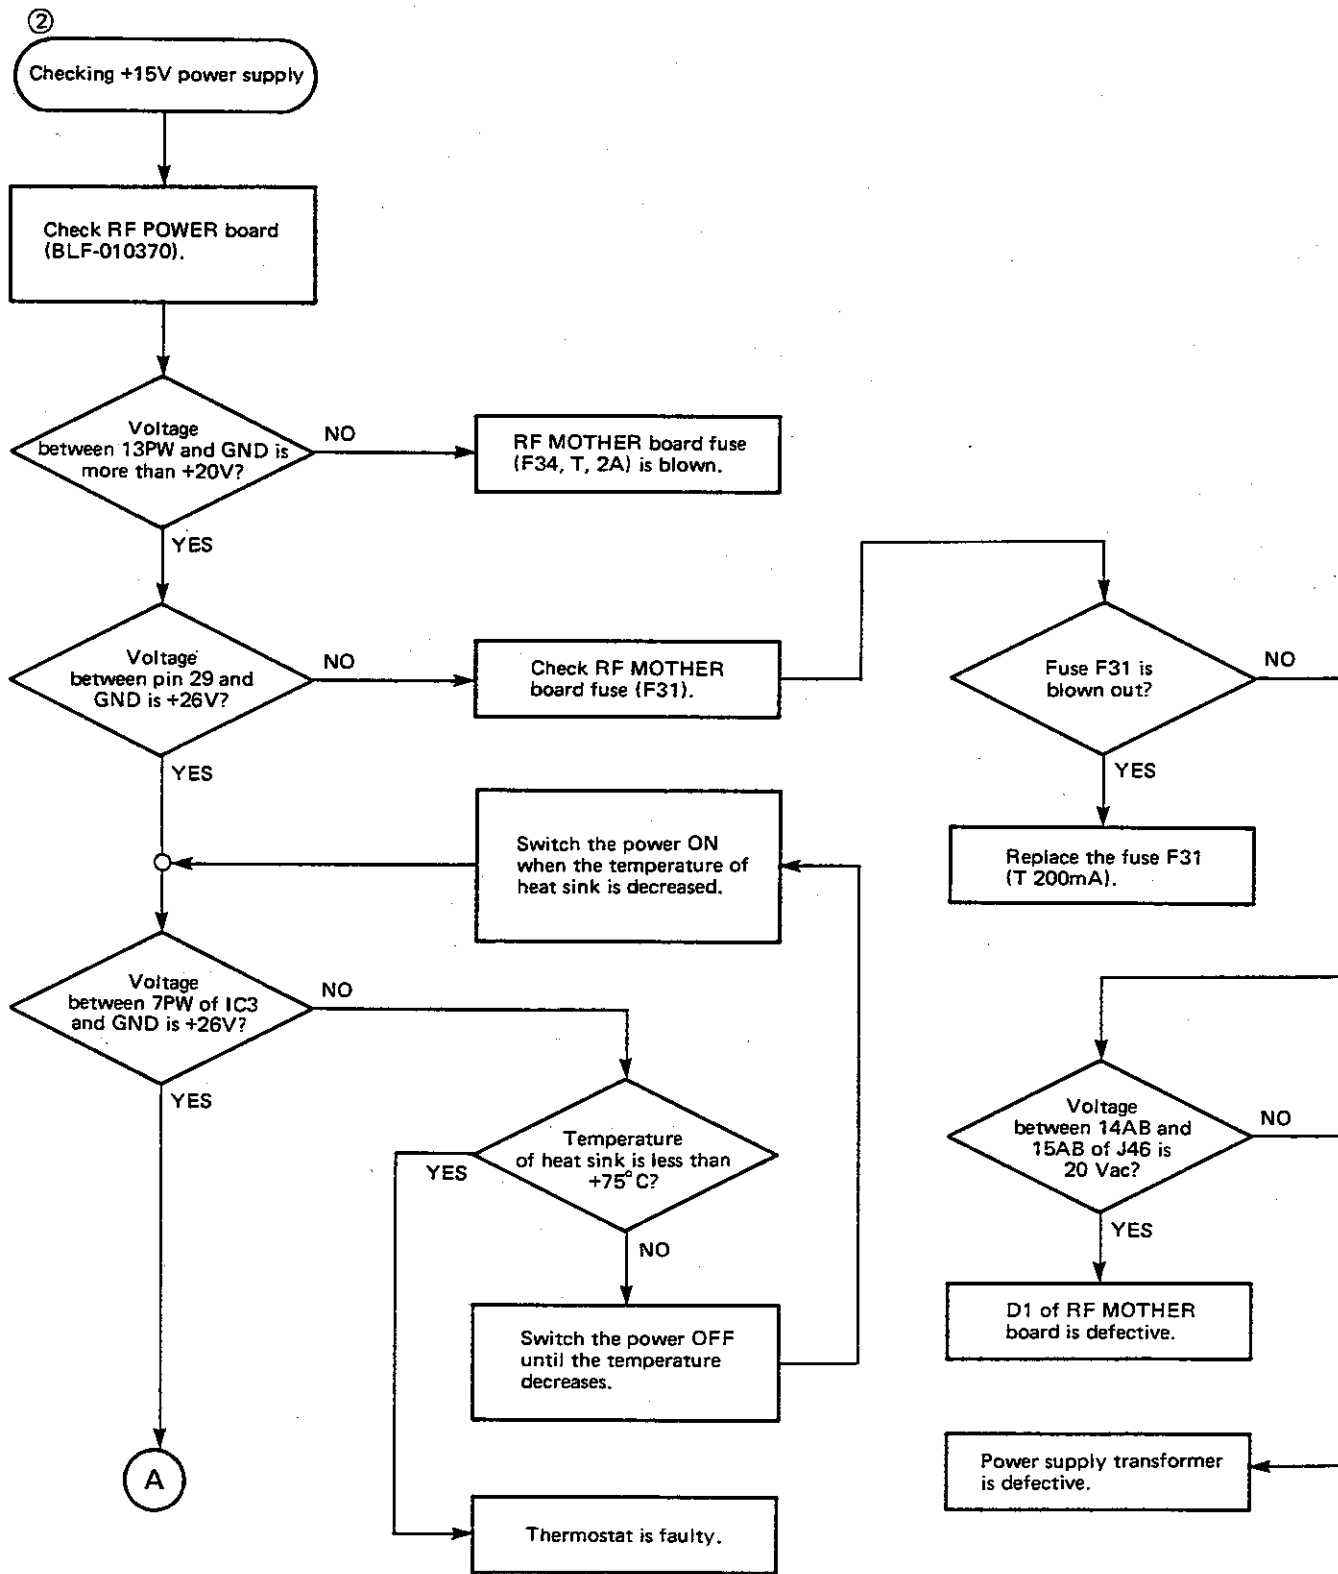 ②
Checking +15V power supply
Check RF POWER board
(BLF-010370).
Voltage
between 13PW and GND is
more than +20V?
NO
RF MOTHER board fuse
(F34, T, 2A) is blown.
YES
Voltage
between pin 29 and
GND is +26V?
NO
Check RF MOTHER
board fuse (F31).
Fuse F31 is
blown out?
NO
YES
YES
Replace the fuse F31
(T 200mA).
Switch the power ON
when the temperature of
heat sink is decreased.
Voltage
between 7PW of IC3
and GND is +26V?
NO
YES
Temperature
of heat sink is less than
+75°C?
YES
NO
Voltage
between 14AB and
15AB of J46 is
20 Vac?
NO
YES
Switch the power OFF
until the temperature
decreases.
D1 of RF MOTHER
board is defective.
A
Power supply transformer
is defective.
Thermostat is faulty.